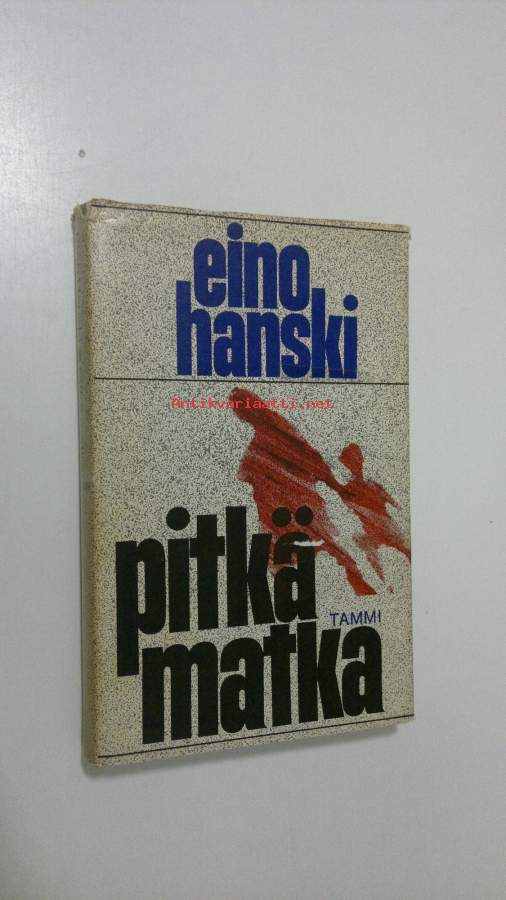 eino
hanski
Antikvariaatti.net
pitkä
TAMMI
matka